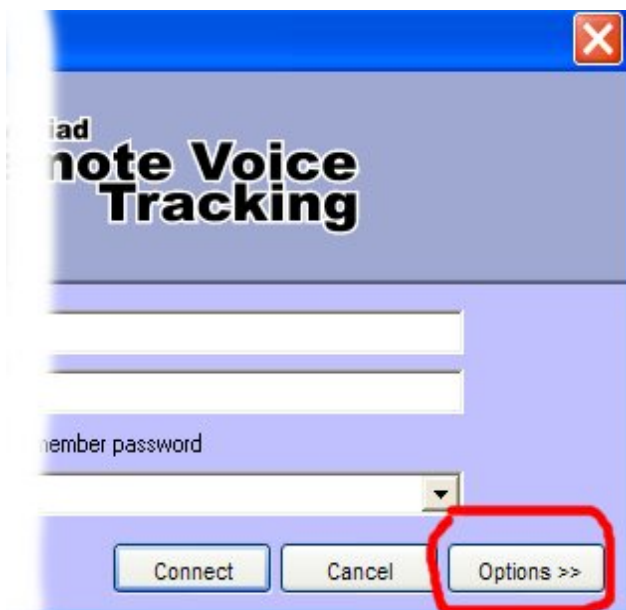 iad
note Voice
Tracking
member password
Connect Cancel Options >>